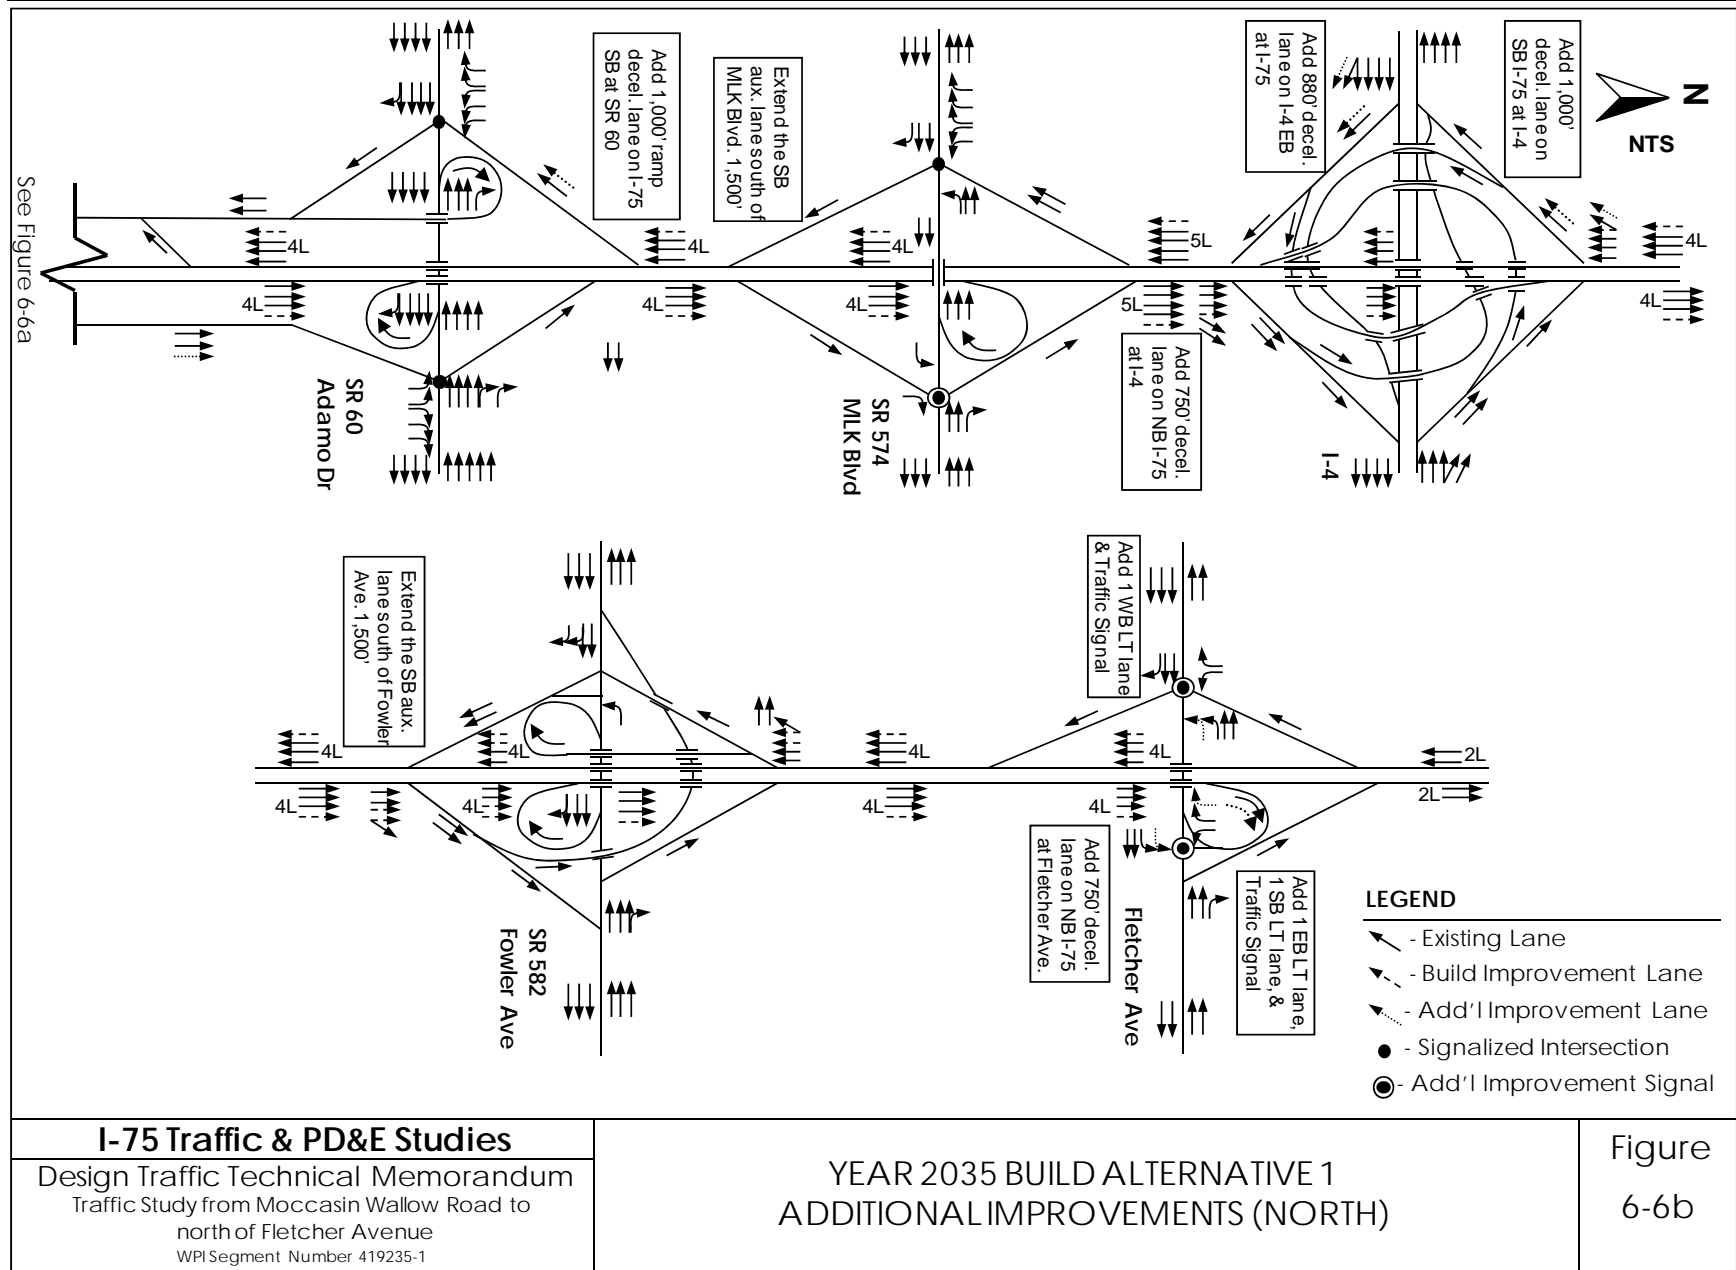 Add 1,000' ramp
decel. lane on I-75
SB at SR 60
Extend the SB
aux. lane south of
MLK Blvd. 1,500'
Add 880' decel.
lane on I-4 EB
at I-75
Add 1,000'
decel. lane on
SB I-75 at I-4
N
NTS
See Figure 6-6a
4L
4L
4L
5L
4L
4L
4L
4L
5L
4L
Add 750' decel.
lane on NB I-75
at I-4
SR 60
Adamo Dr
SR 574
MLK Blvd
I-4
Extend the SB aux.
lane south of Fowler
Ave. 1,500'
Add 1 WB LT lane
& Traffic Signal
4L
4L
4L
4L
2L
4L
4L
4L
4L
2L
Add 750' decel.
lane on NB I-75
at Fletcher Ave.
Add 1 EB LT lane,
1 SB LT lane, &
Traffic Signal
SR 582
Fowler Ave
Fletcher Ave
LEGEND
- Existing Lane
- Build Improvement Lane
- Add'l Improvement Lane
- Signalized Intersection
- Add'l Improvement Signal
I-75 Traffic & PD&E Studies
Design Traffic Technical Memorandum
Traffic Study from Moccasin Wallow Road to
north of Fletcher Avenue
WPI Segment Number 419235-1
YEAR 2035 BUILD ALTERNATIVE 1
ADDITIONAL IMPROVEMENTS (NORTH)
Figure
6-6b